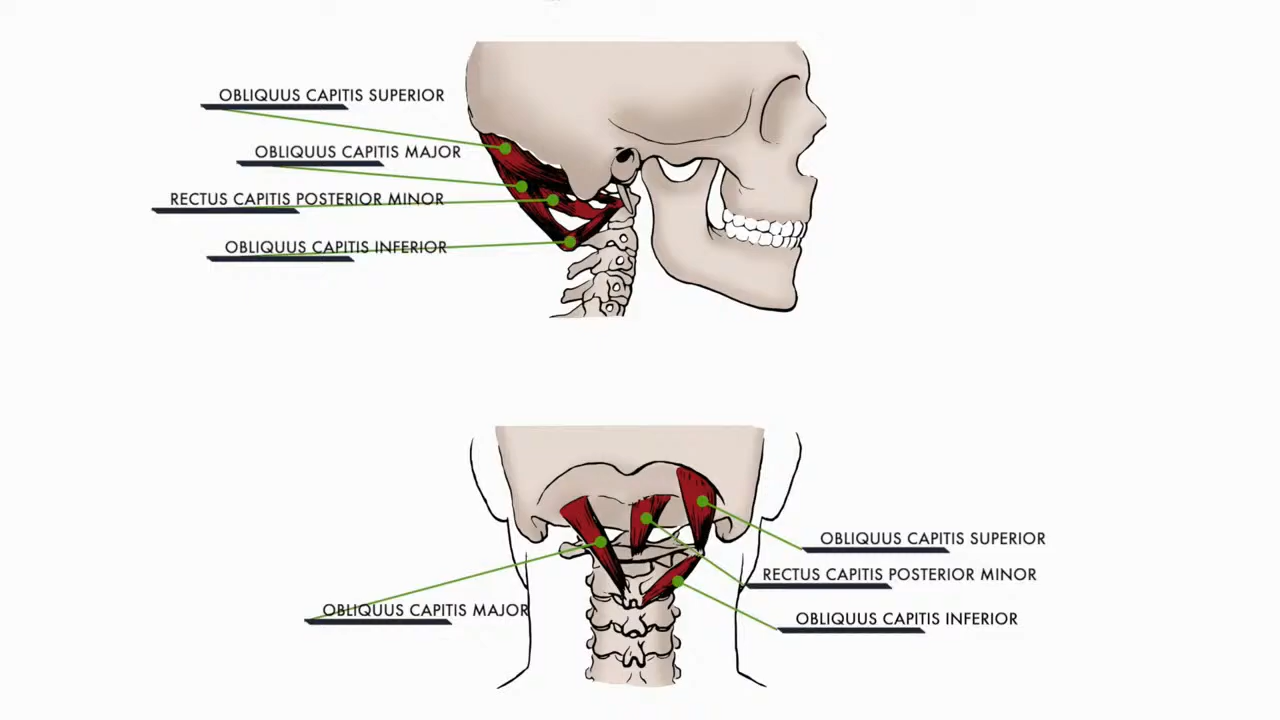 OBLIQUUS CAPITIS SUPERIOR
OBLIQUUS CAPITIS MAJOR
RECTUS CAPITIS POSTERIOR MINOR
OBLIQUUS CAPITIS INFERIOR
OBLIQUUS CAPITIS SUPERIOR
RECTUS CAPITIS POSTERIOR MINOR
OBLIQUUS CAPITIS MAJOR
OBLIQUUS CAPITIS INFERIOR